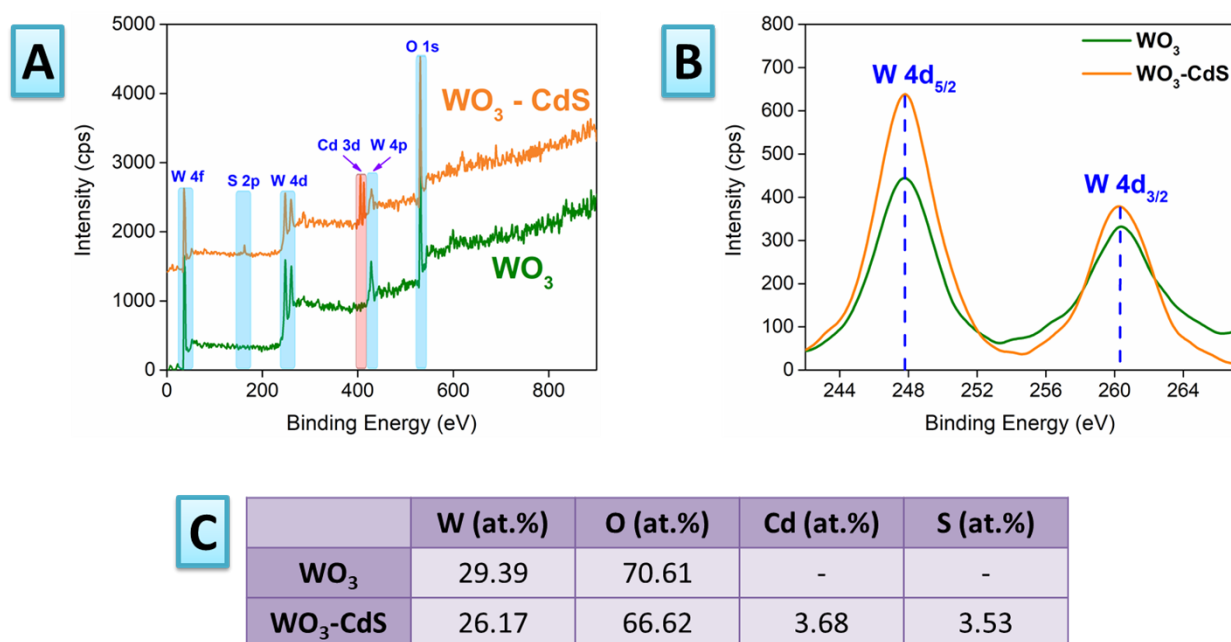 A
5000
4000
3000
2000
1000
0
Intensity (cps)
W 4f
S 2p
W 4d
Cd 3d
W 4p
O 1s
WO₃ - CdS
WO₃
0
200
400
600
800
Binding Energy (eV)
B
800
700
600
500
400
300
200
100
0
Intensity (cps)
WO₃
WO₃-CdS
W 4d₅/₂
W 4d₃/₂
244
248
252
256
260
264
Binding Energy (eV)
C
W (at.%) O (at.%) Cd (at.%) S (at.%)
WO₃ 29.39 70.61 - -
WO₃-CdS 26.17 66.62 3.68 3.53